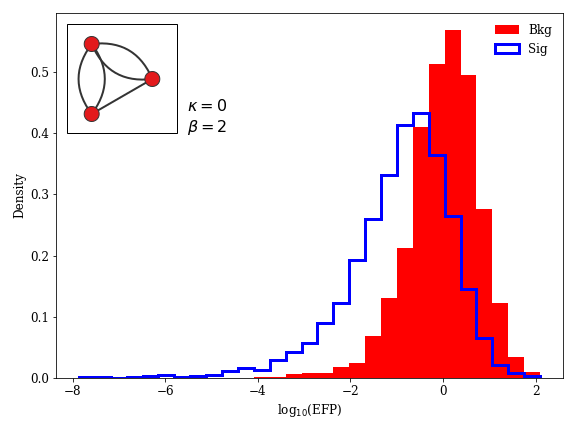 Bkg
Sig
κ = 0
β = 2
Density
0.5
0.4
0.3
0.2
0.1
0.0
−8 −6 −4 −2 0 2
log₁₀(EFP)